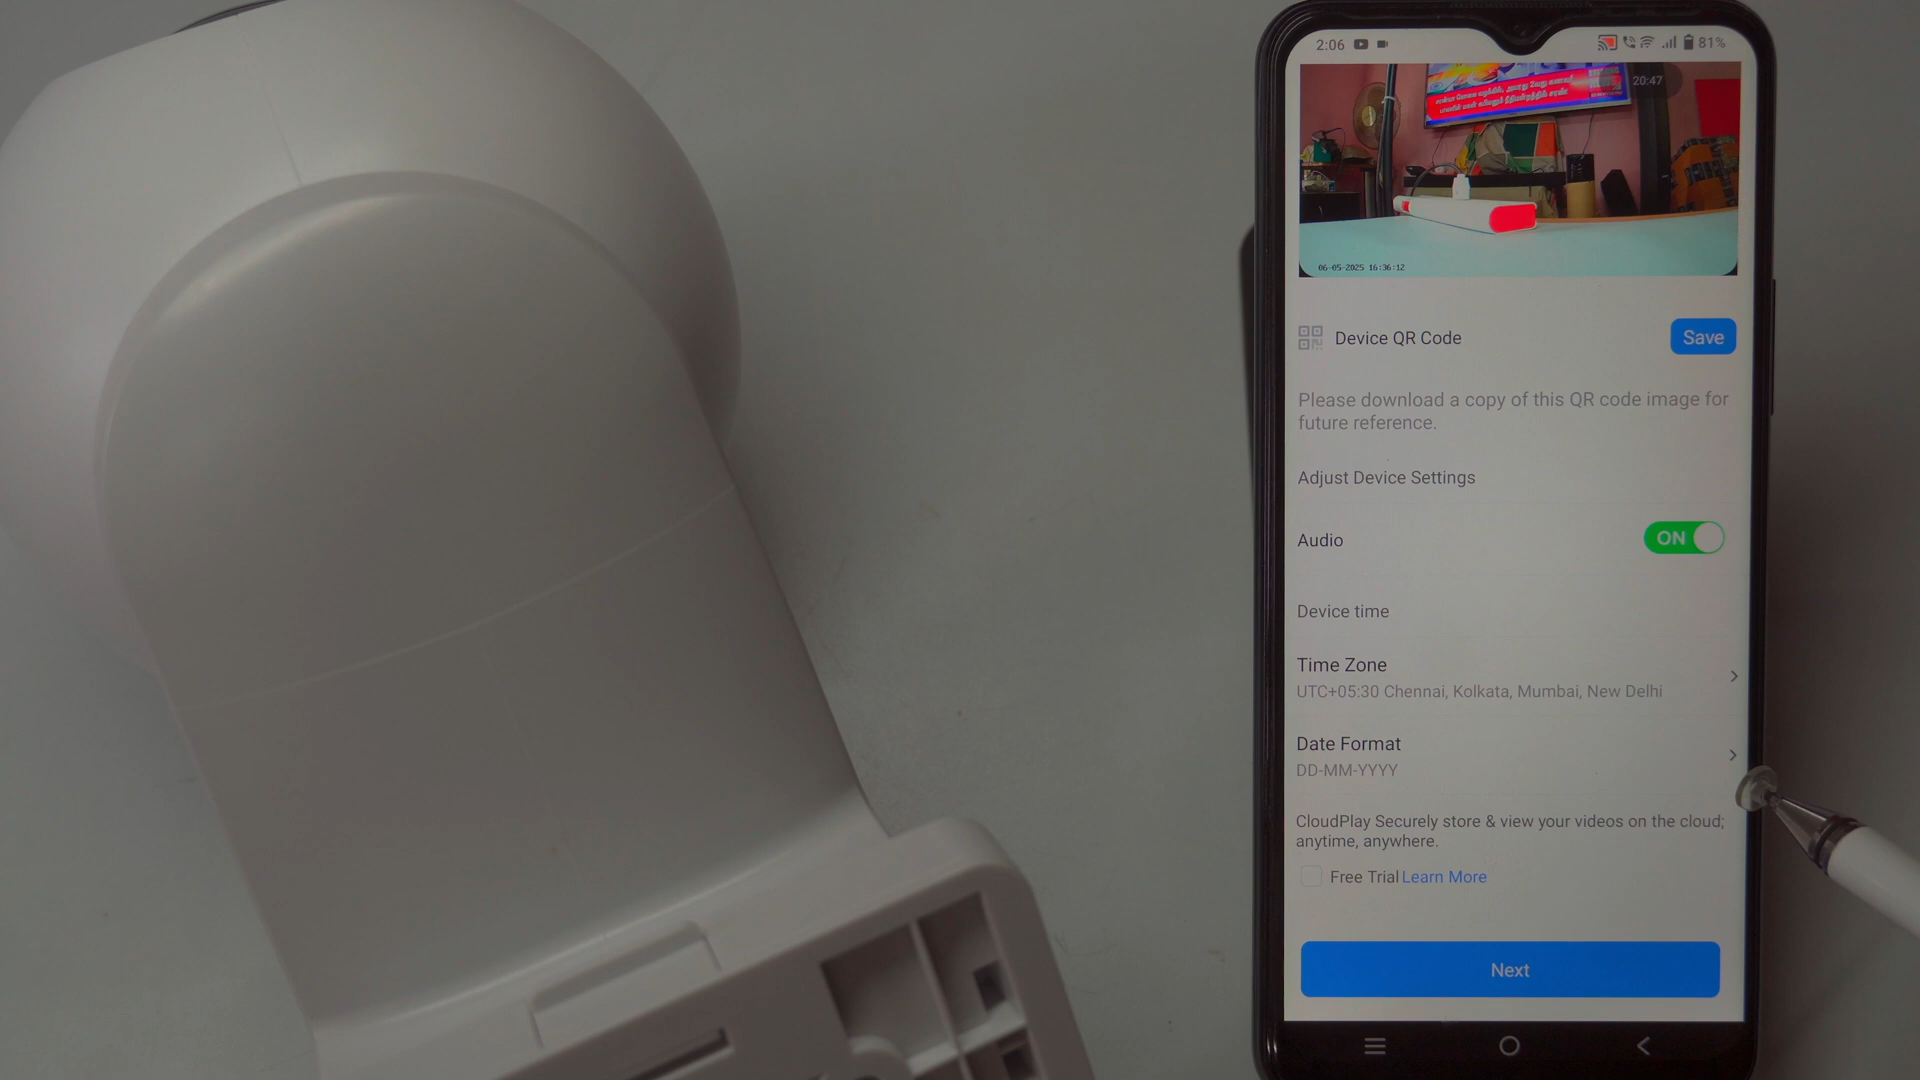 2:06
81%
20:47
06-05-2025 16:36:12
Device QR Code
Save
Please download a copy of this QR code image for
future reference.
Adjust Device Settings
Audio
ON
Device time
Time Zone
UTC+05:30 Chennai, Kolkata, Mumbai, New Delhi
Date Format
DD-MM-YYYY
CloudPlay Securely store & view your videos on the cloud;
anytime, anywhere.
Free Trial Learn More
Next